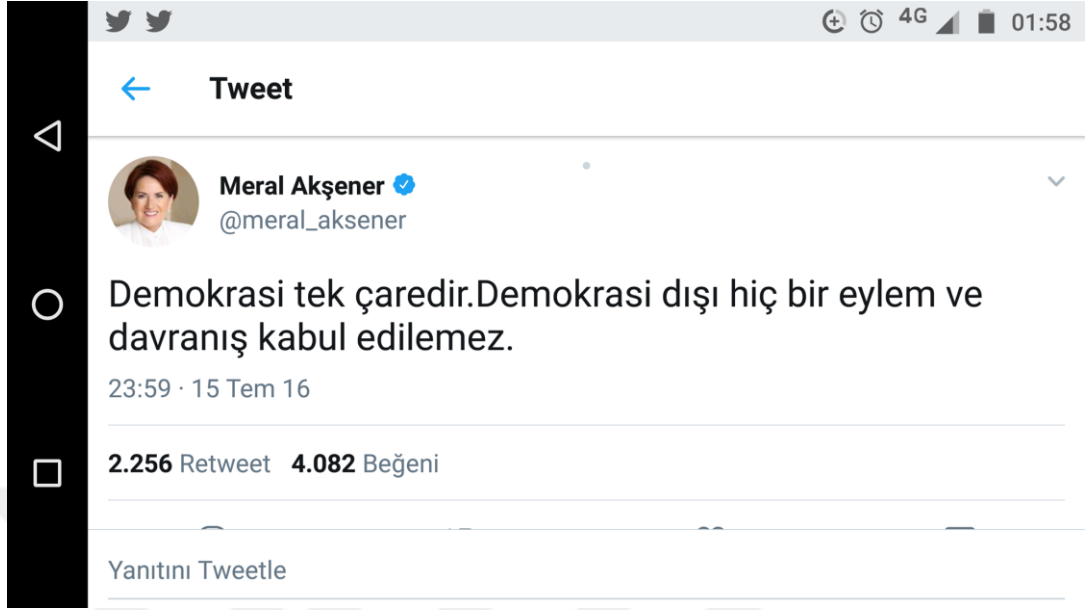 4G 01:58
Tweet
Meral Akşener
@meral_aksener
Demokrasi tek çaredir.Demokrasi dışı hiç bir eylem ve
davranış kabul edilemez.
23:59 · 15 Tem 16
2.256 Retweet 4.082 Beğeni
Yanıtını Tweetle